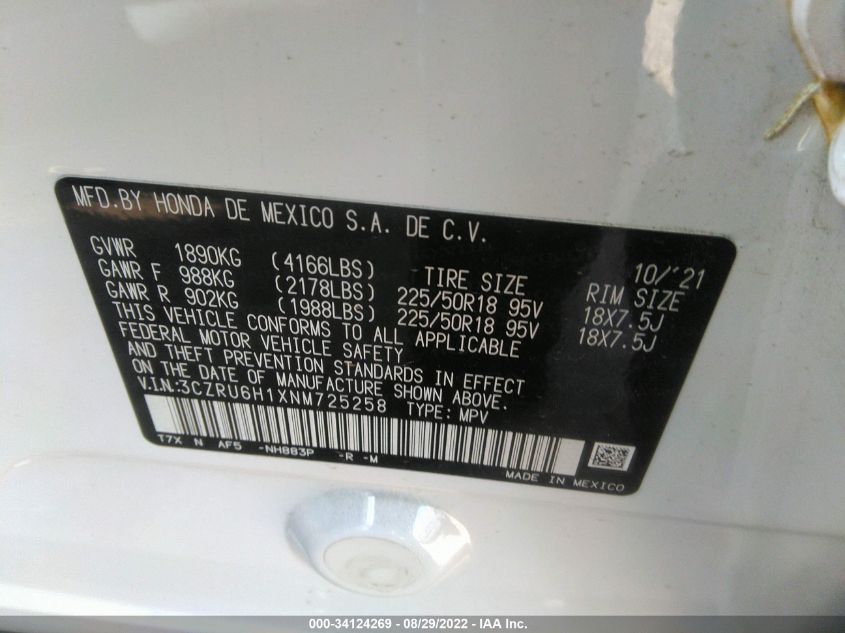 MFD.BY HONDA DE MEXICO S.A. DE C.V.
10/'21
GVWR 1890KG (4166LBS) TIRE SIZE RIM SIZE
GAWR F 988KG (2178LBS) 225/50R18 95V 18X7.5J
GAWR R 902KG (1988LBS) 225/50R18 95V 18X7.5J
THIS VEHICLE CONFORMS TO ALL APPLICABLE
FEDERAL MOTOR VEHICLE SAFETY
AND THEFT PREVENTION STANDARDS IN EFFECT
ON THE DATE OF MANUFACTURE SHOWN ABOVE.
V.I.N:3CZRU6H1XNM725258 TYPE: MPV
T7X N AF5 -NH883P -R -M
MADE IN MEXICO
000-34124269 - 08/29/2022 - IAA Inc.